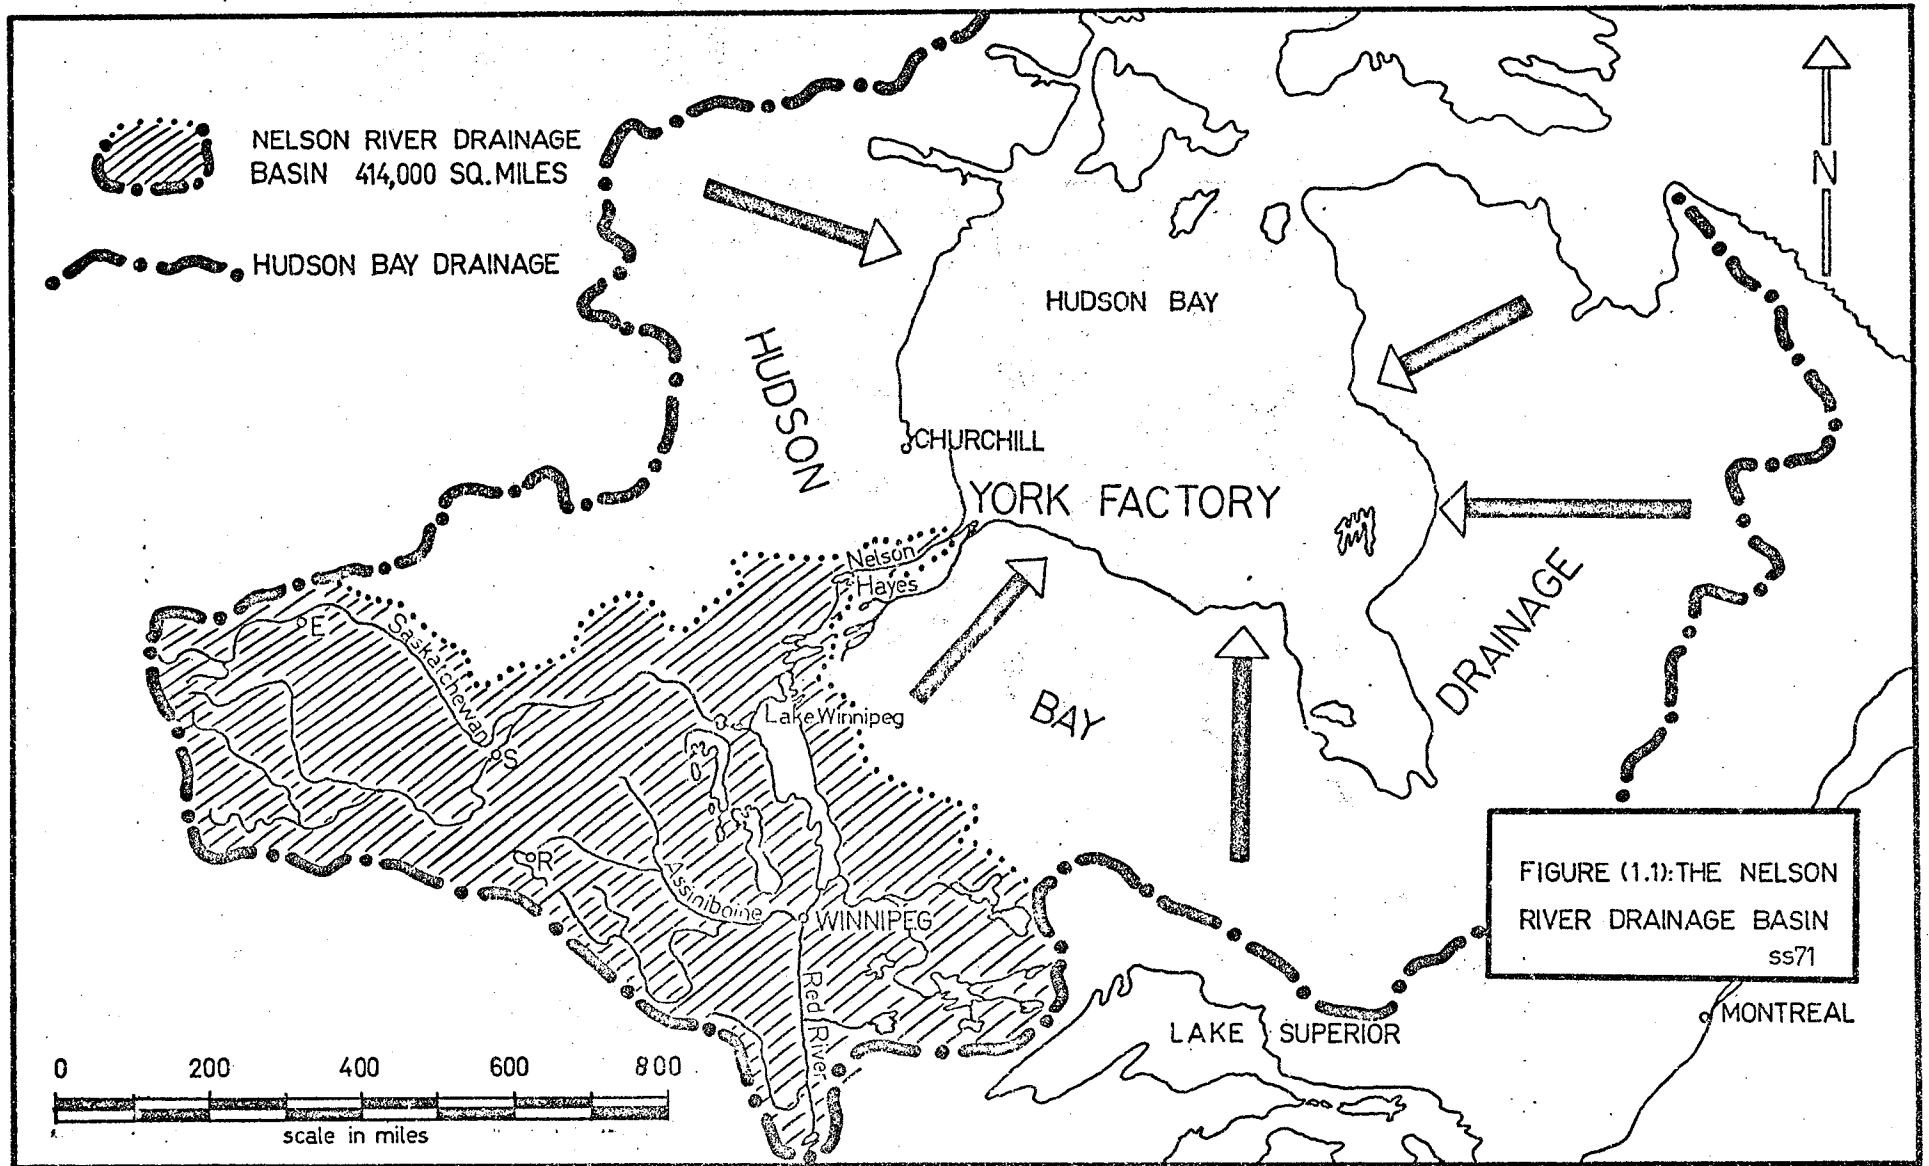 NELSON RIVER DRAINAGE
BASIN 414,000 SQ.MILES
HUDSON BAY DRAINAGE
N
HUDSON BAY
HUDSON
CHURCHILL
YORK FACTORY
Nelson
Hayes
E
Saskatchewan
S
Lake Winnipeg
BAY
DRAINAGE
R
Assiniboine
WINNIPEG
Red River
LAKE SUPERIOR
FIGURE (1.1): THE NELSON
RIVER DRAINAGE BASIN
ss71
MONTREAL
0 200 400 600 800
scale in miles